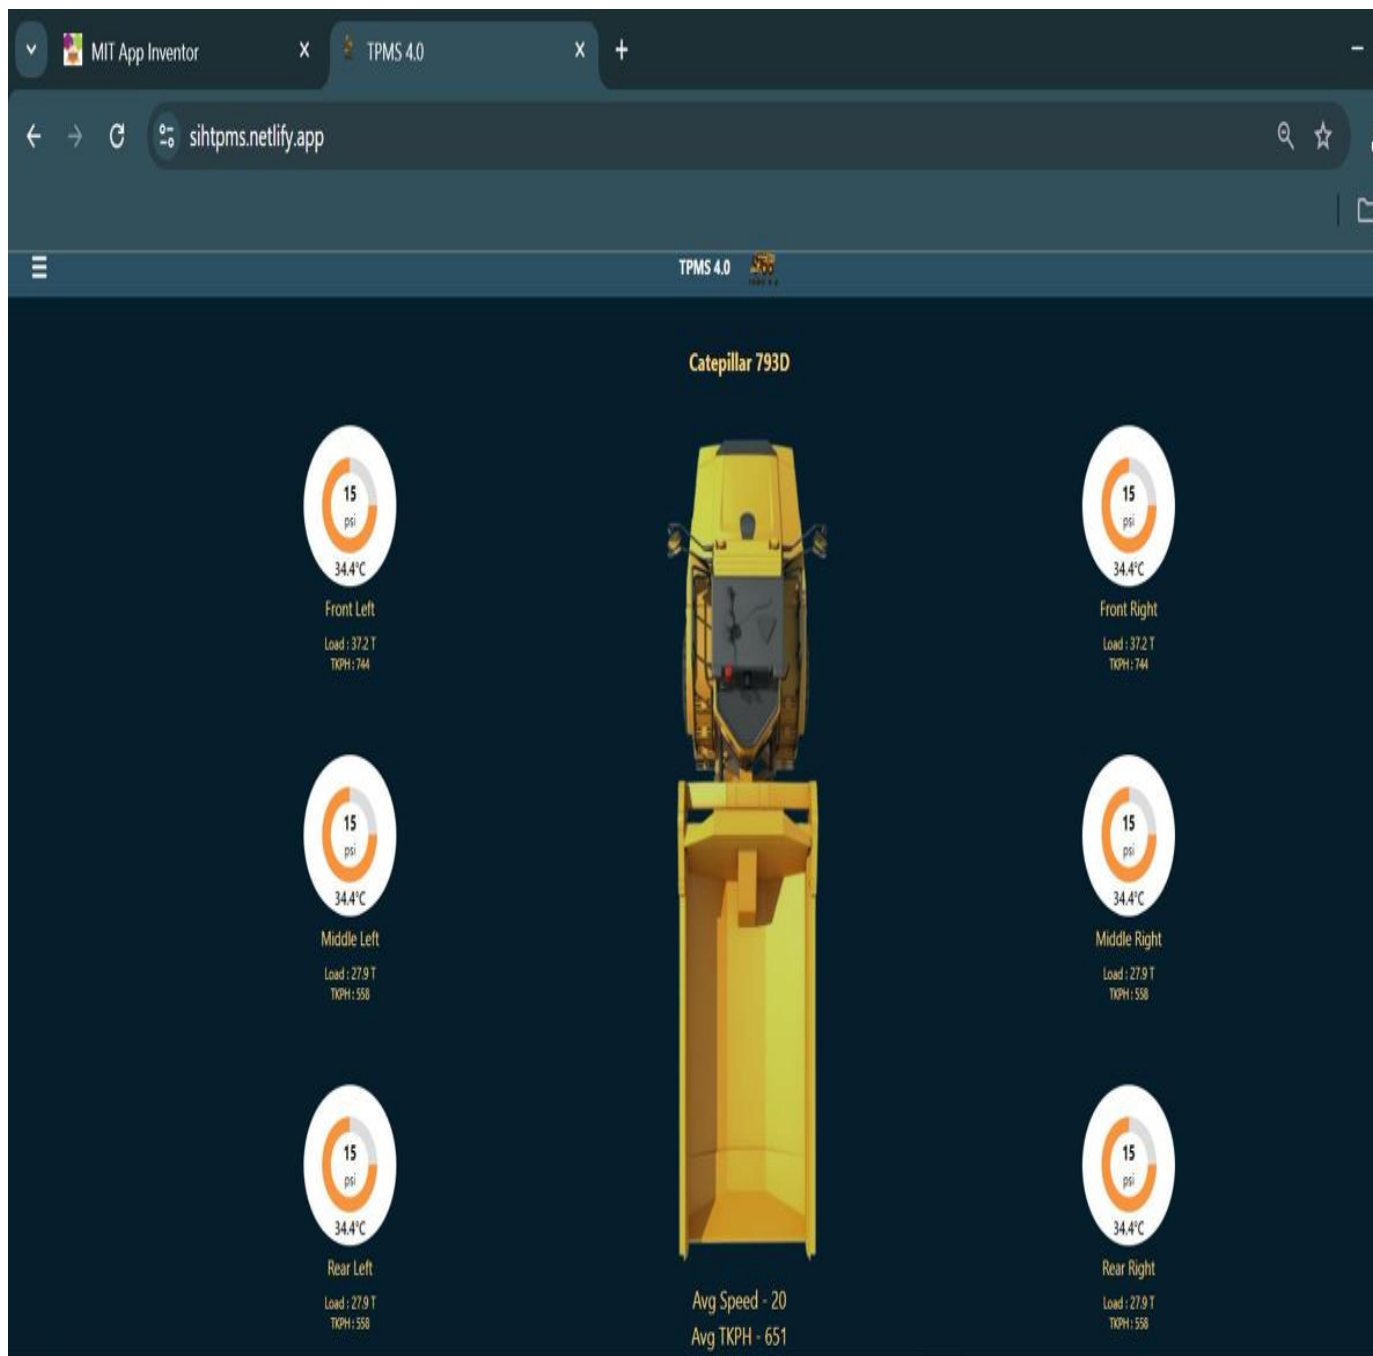 MIT App Inventor
TPMS 4.0
sihtpms.netlify.app
TPMS 4.0
Catepillar 793D
15
psi
34.4°C
Front Left
Load : 37.2 T
TKPH : 744
15
psi
34.4°C
Front Right
Load : 37.2 T
TKPH : 744
15
psi
34.4°C
Middle Left
Load : 27.9 T
TKPH : 558
15
psi
34.4°C
Middle Right
Load : 27.9 T
TKPH : 558
15
psi
34.4°C
Rear Left
Load : 27.9 T
TKPH : 558
15
psi
34.4°C
Rear Right
Load : 27.9 T
TKPH : 558
Avg Speed - 20
Avg TKPH - 651